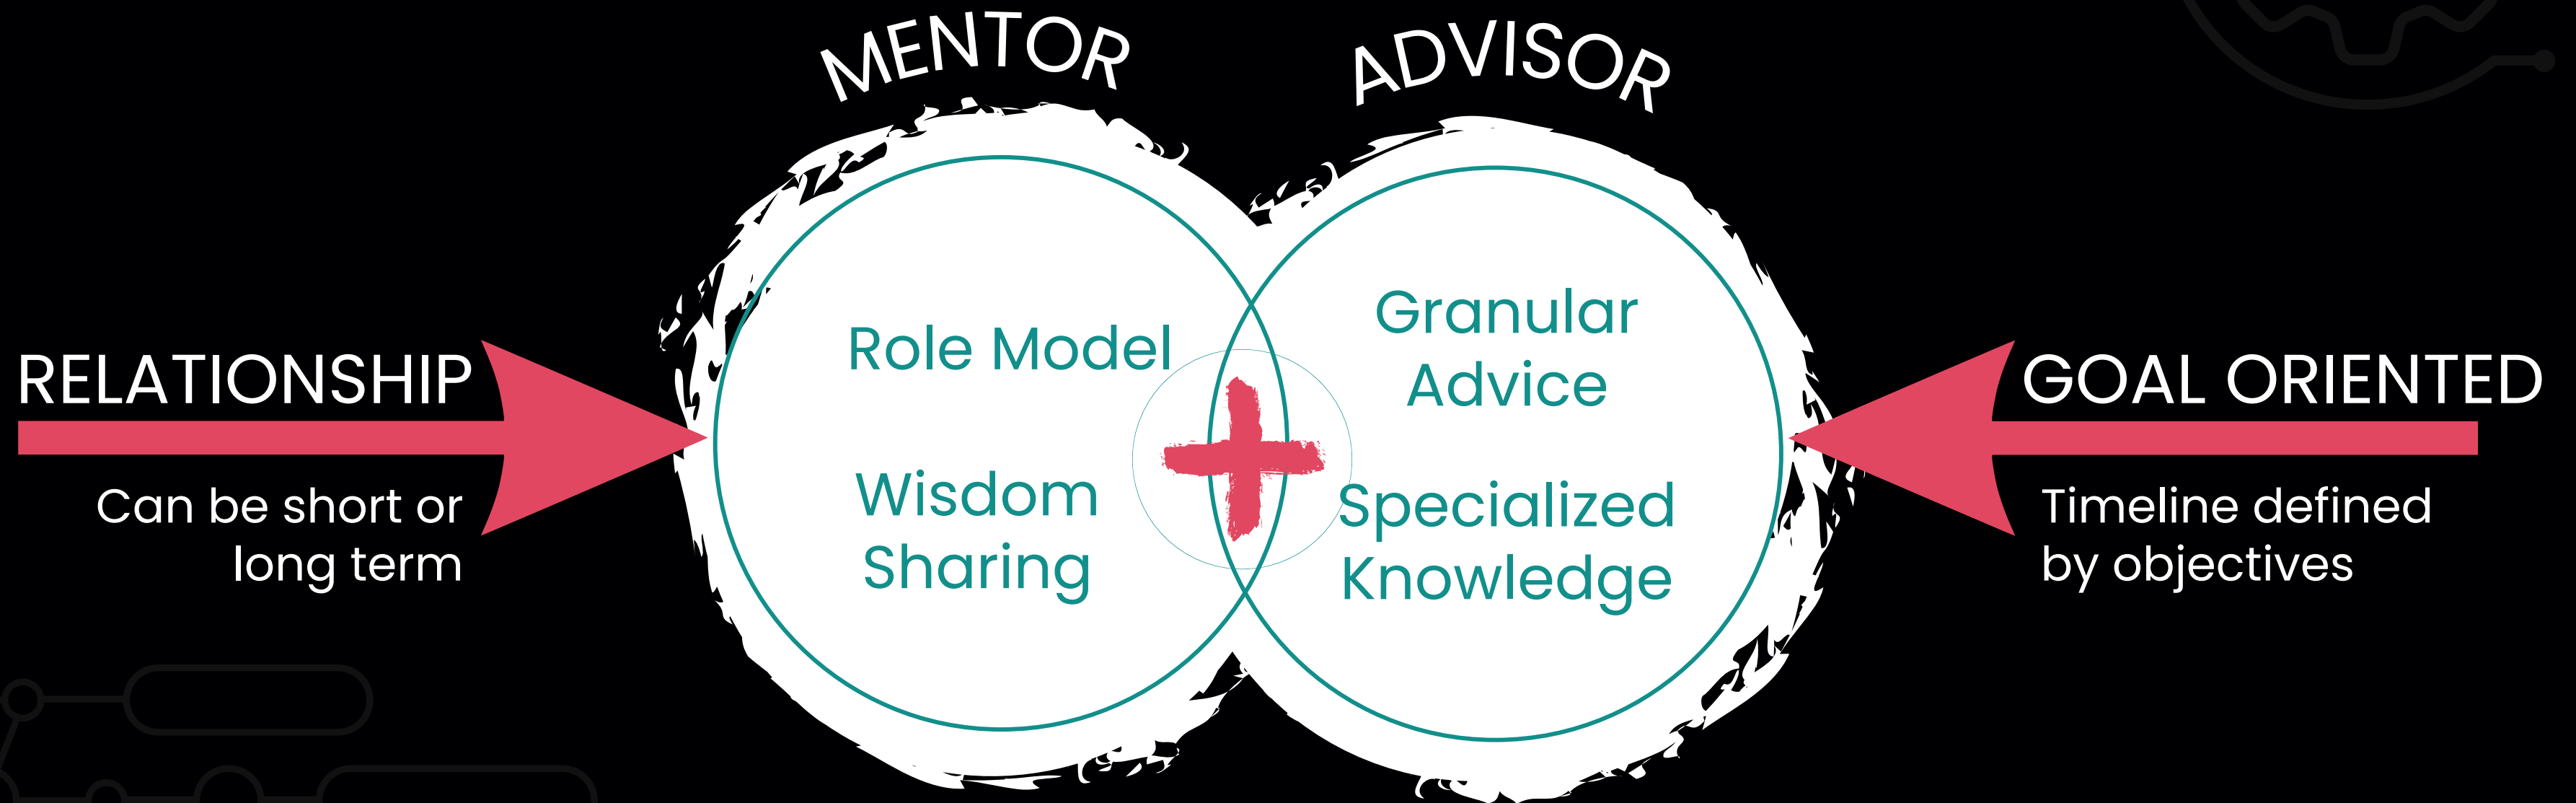 MENTOR
ADVISOR
RELATIONSHIP
Can be short or
long term
Role Model
Wisdom
Sharing
Granular
Advice
Specialized
Knowledge
GOAL ORIENTED
Timeline defined
by objectives